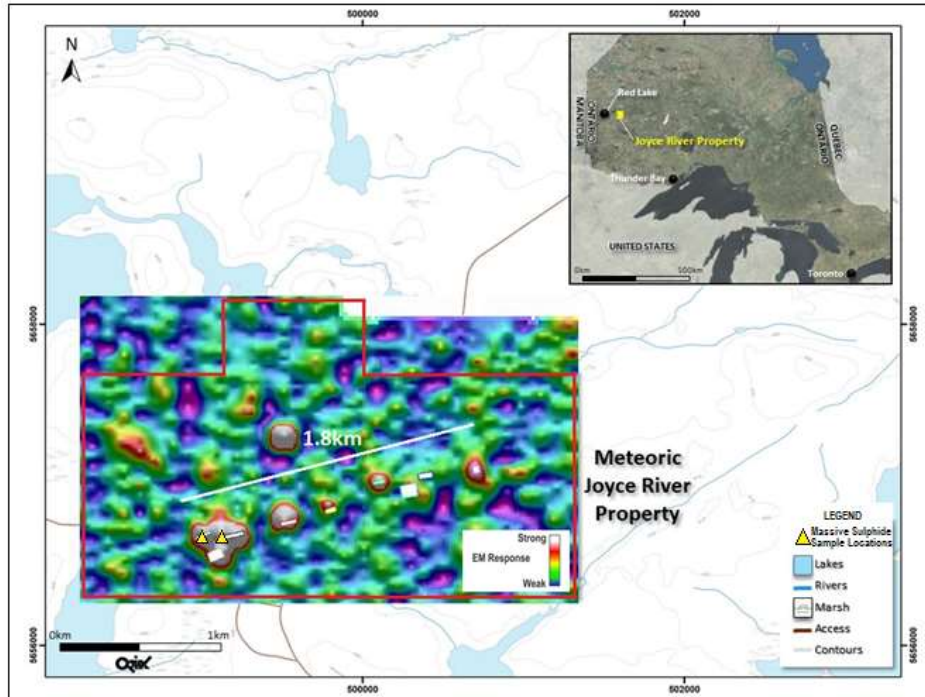 500000
502000
N
Red Lake
ONTARIO
MANITOBA
Joyce River Property
QUEBEC
ONTARIO
Thunder Bay
UNITED STATES
Toronto
0km
100km
5658000
5658000
1.8km
Meteoric
Joyce River
Property
Strong
EM Response
Weak
LEGEND
Massive Sulphide
Sample Locations
Lakes
Rivers
Marsh
Access
Contours
0km
1km
5656000
5656000
500000
502000